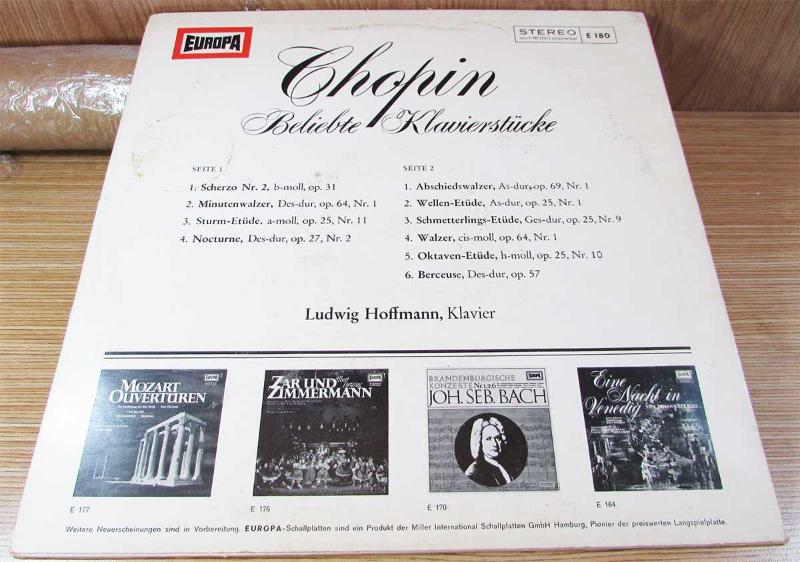 EUROPA
STEREO
E 180
Chopin
Beliebte Klavierstücke
SEITE 1
1. Scherzo Nr. 2, b-moll, op. 31
2. Minutenwalzer, Des-dur, op. 64, Nr. 1
3. Sturm-Etüde, a-moll, op. 25, Nr. 11
4. Nocturne, Des-dur, op. 27, Nr. 2
SEITE 2
1. Abschiedswalzer, As-dur, op. 69, Nr. 1
2. Wellen-Etüde, As-dur, op. 25, Nr. 1
3. Schmetterlings-Etüde, Ges-dur, op. 25, Nr. 9
4. Walzer, cis-moll, op. 64, Nr. 1
5. Oktaven-Etüde, h-moll, op. 25, Nr. 10
6. Berceuse, Des-dur, op. 57
Ludwig Hoffmann, Klavier
MOZART
OUVERTÜREN
E 177
ZAR UND
ZIMMERMANN
E 176
BRANDENBURGISCHE
KONZERTE Nr. 1,2,6
JOH. SEB. BACH
E 170
Eine
Nacht in
Venedig
E 164
Weitere Neuerscheinungen sind in Vorbereitung. EUROPA-Schallplatten sind ein Produkt der Miller International Schallplatten GmbH Hamburg, Pionier der preiswerten Langspielplatte.